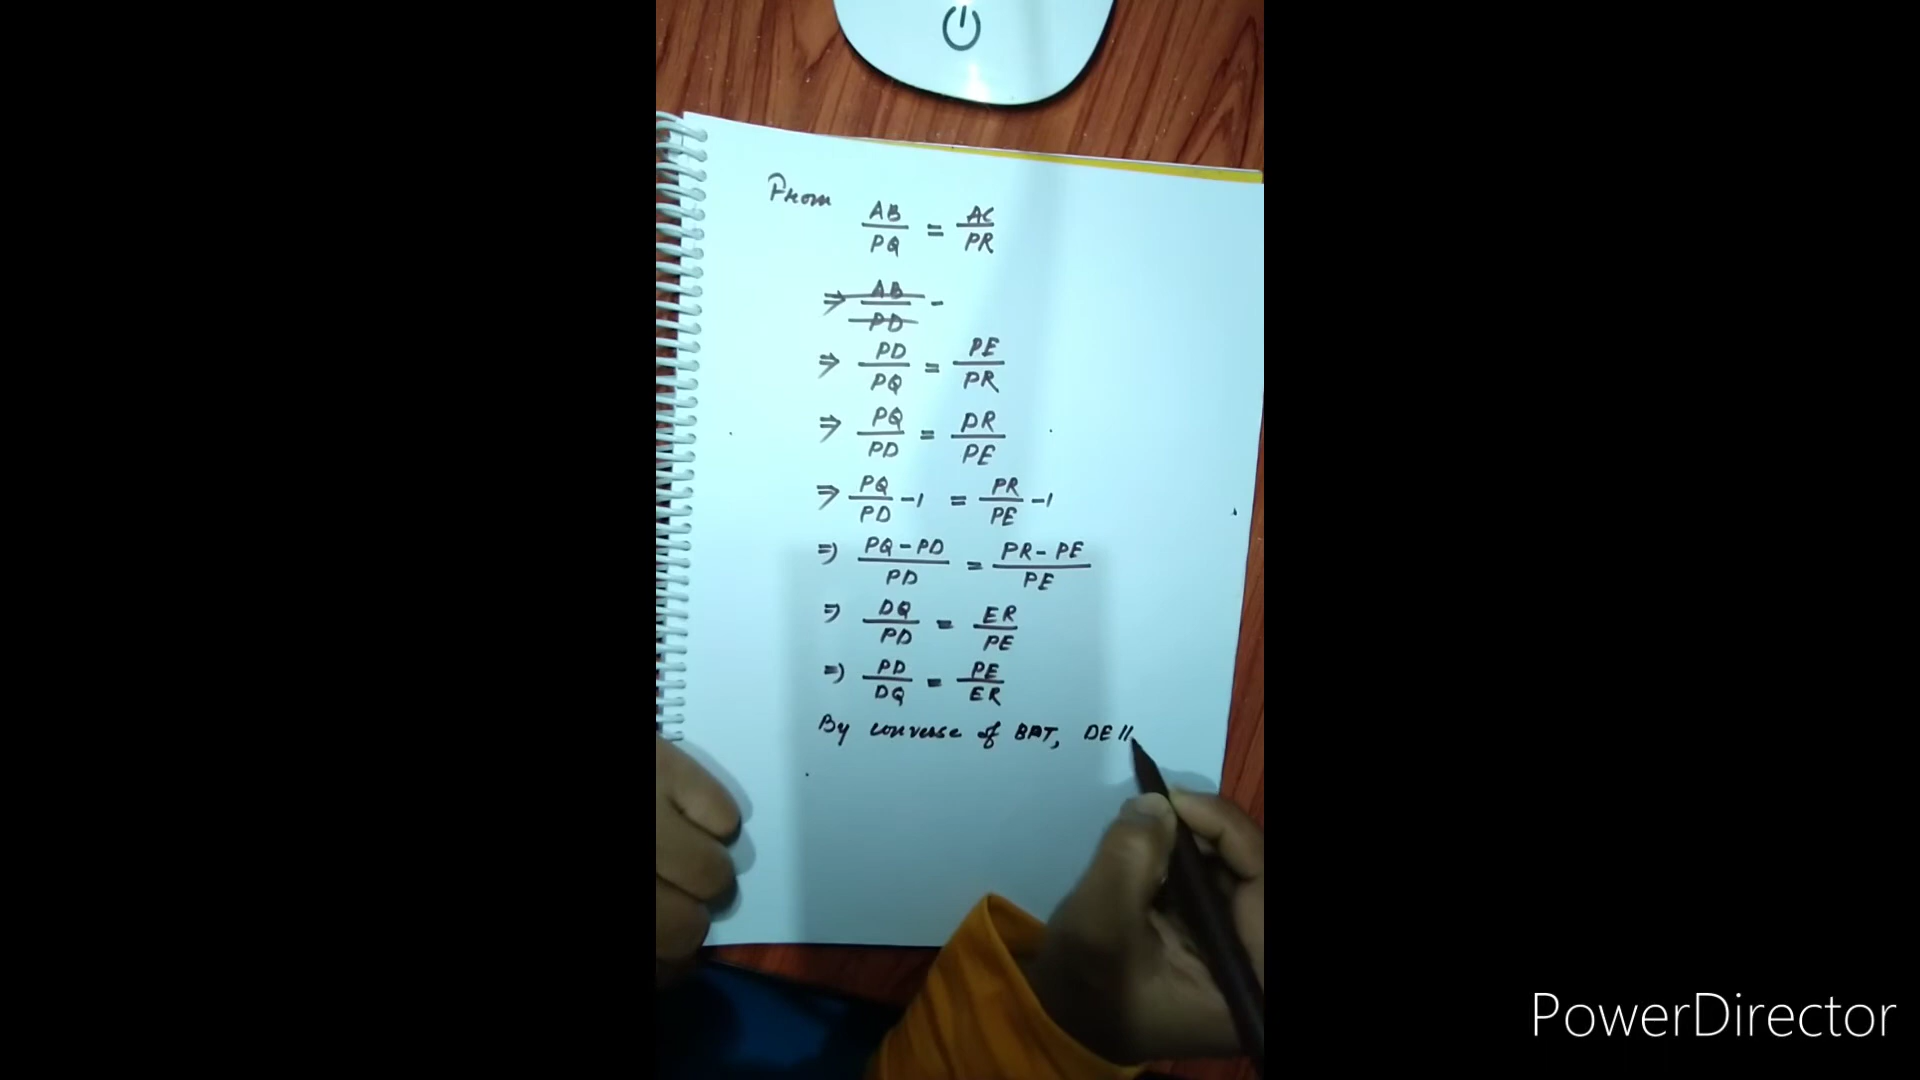 From
AB/PQ = AC/PR
⇒ AB/PD -
⇒ PD/PQ = PE/PR
⇒ PQ/PD = PR/PE
⇒ PQ/PD -1 = PR/PE -1
⇒ PQ-PD/PD = PR-PE/PE
⇒ DQ/PD = ER/PE
⇒ PD/DQ = PE/ER
By converse of BPT, DE ||
PowerDirector